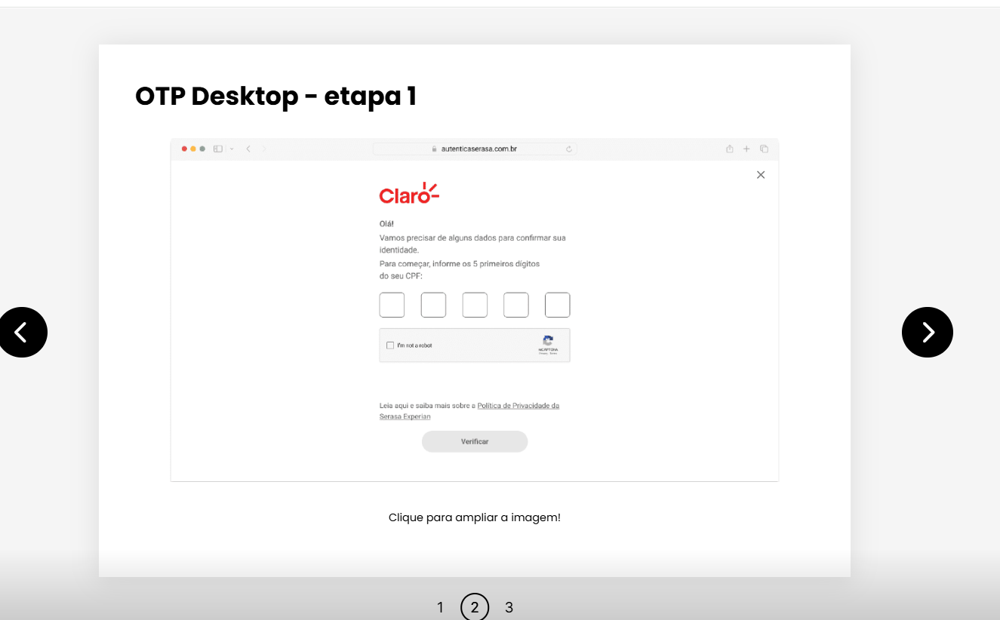 OTP Desktop - etapa 1
autenticaserasa.com.br
Claro
Olá!
Vamos precisar de alguns dados para confirmar sua
identidade.
Para começar, informe os 5 primeiros dígitos
do seu CPF:
I'm not a robot
reCAPTCHA
Privacy - Terms
Leia aqui e saiba mais sobre a Política de Privacidade da
Serasa Experian
Verificar
Clique para ampliar a imagem!
1 2 3